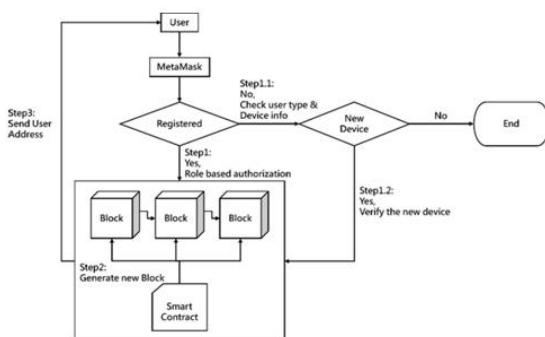 User
MetaMask
Step1.1:
No,
Check user type &
Device info
Step3:
Send User
Address
Registered
New
Device
No
End
Step1:
Yes,
Role based authorization
Step1.2:
Yes,
Verify the new device
Block
Block
Block
Step2:
Generate new Block
Smart
Contract